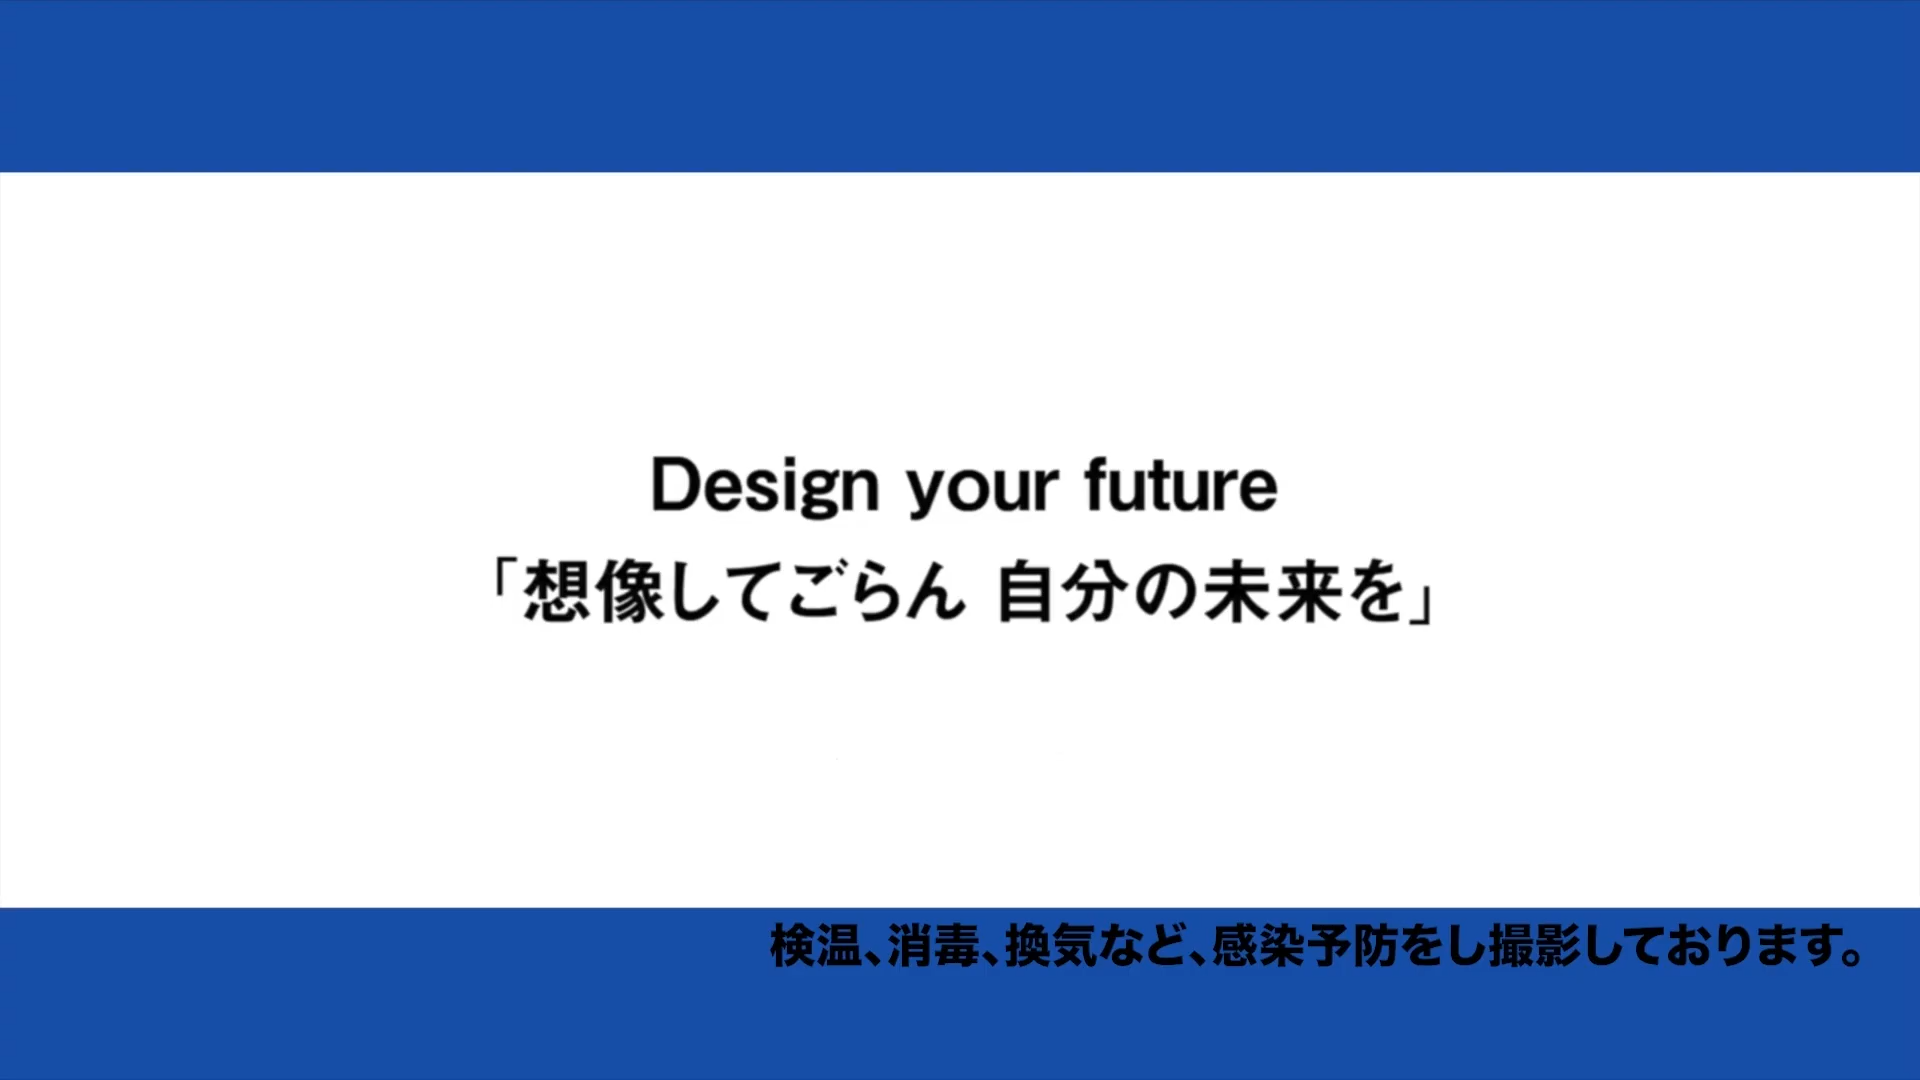 Design your future
「想像してごらん 自分の未来を」
検温、消毒、換気など、感染予防をし撮影しております。